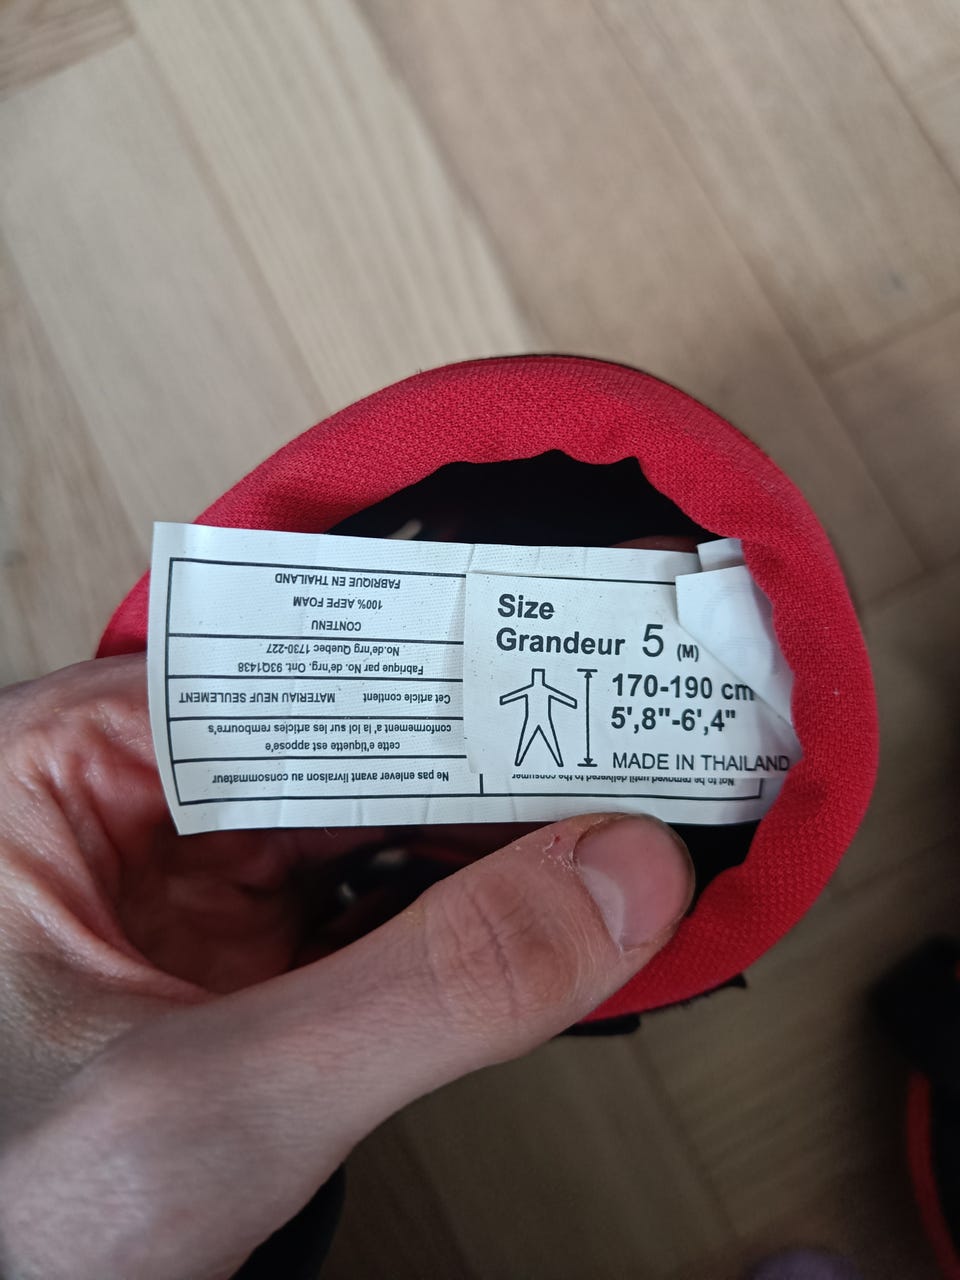 Size
Grandeur 5 (M)
170-190 cm
5',8"-6',4"
MADE IN THAILAND
Not to be removed until delivered to the consumer
Ne pas enlever avant livraison au consommateur
cette e'tiquette est appose'e
conformement a' la loi sur les articles rembourre's
Cet article contient MATERIAU NEUF SEULEMENT
Fabrique par No. de'nrg. Ont. 93Q1438
No.de'nrg Quebec 1730-227
CONTENU
100% AEPE FOAM
FABRIQUE EN THAILAND